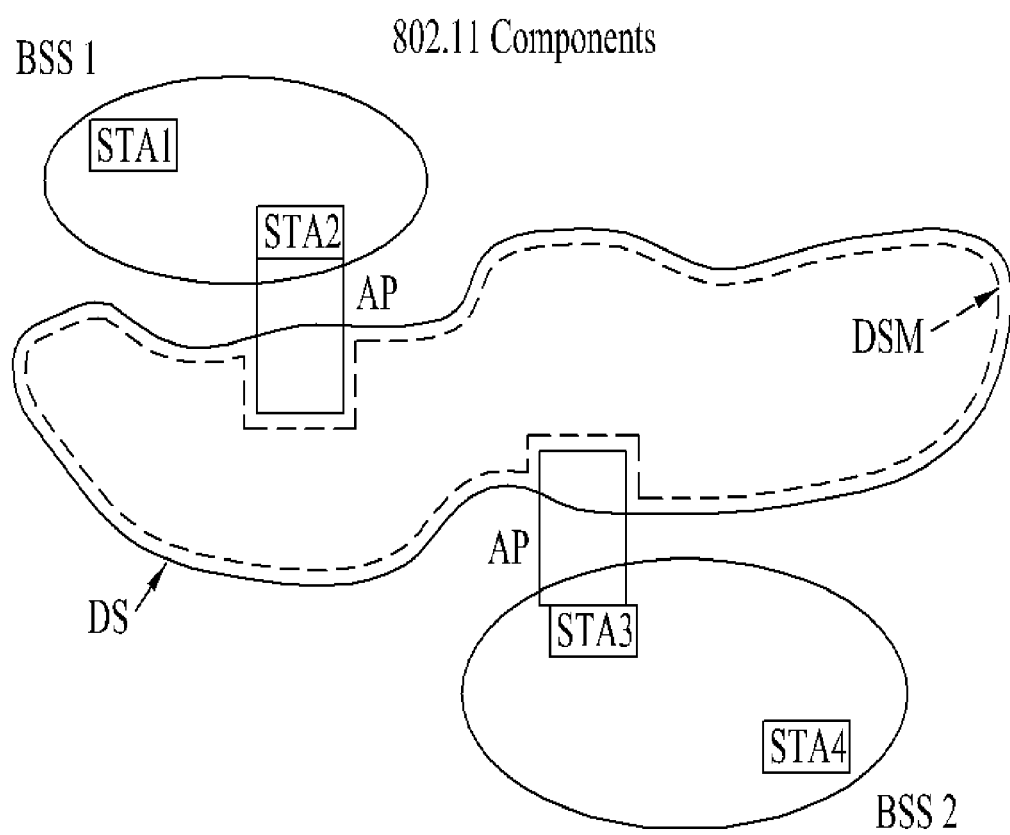 802.11 Components
BSS 1
STA1
STA2
AP
DSM
AP
DS
STA3
STA4
BSS 2